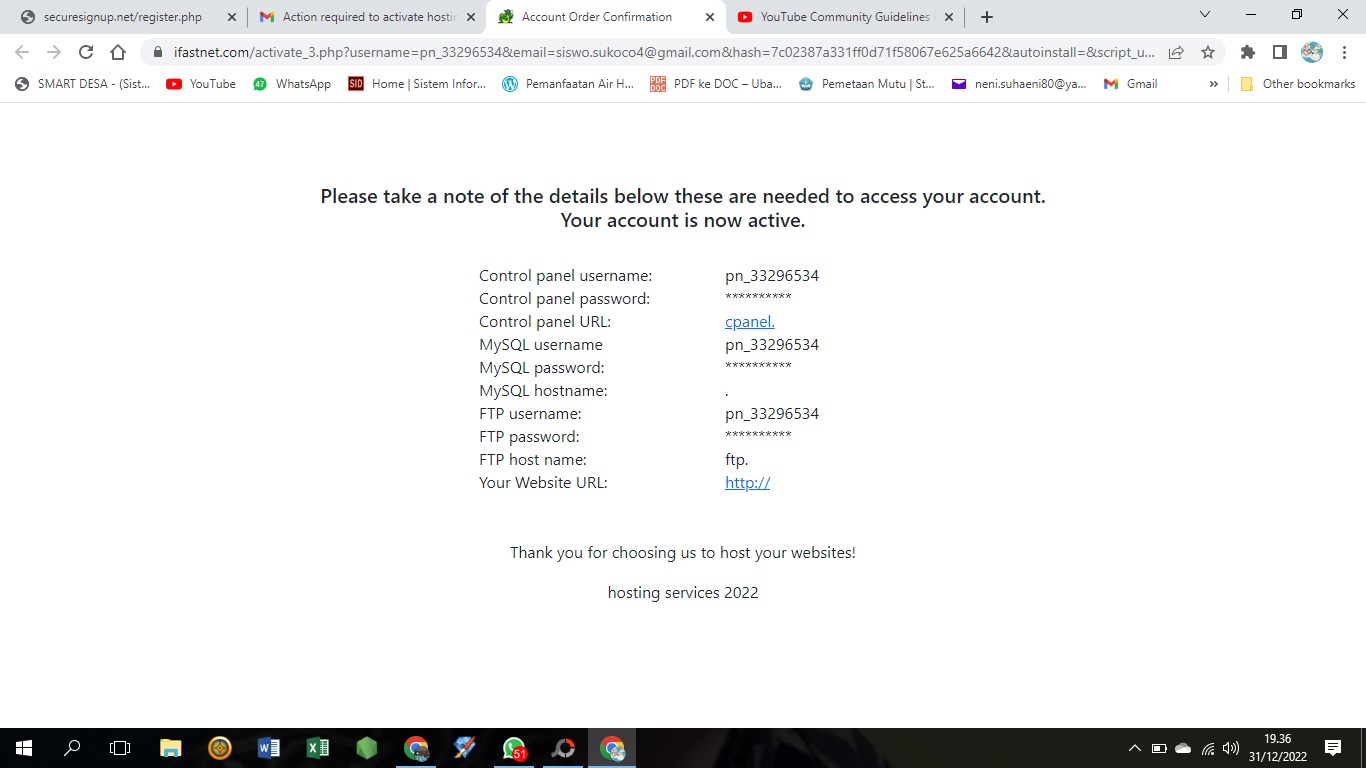 securesignup.net/register.php
Action required to activate hostin
Account Order Confirmation
YouTube Community Guidelines
ifastnet.com/activate_3.php?username=pn_33296534&email=siswo.sukoco4@gmail.com&hash=7c02387a331ff0d71f58067e625a6642&autoinstall=&script_u...
SMART DESA - (Sist...
YouTube
47
WhatsApp
SID
Home | Sistem Infor...
Pemanfaatan Air H...
PDF
DOC
PDF ke DOC – Uba...
Pemetaan Mutu | St...
neni.suhaeni80@ya...
Gmail
»
Other bookmarks
Please take a note of the details below these are needed to access your account.
Your account is now active.
Control panel username: pn_33296534
Control panel password: **********
Control panel URL: cpanel.
MySQL username pn_33296534
MySQL password: **********
MySQL hostname: .
FTP username: pn_33296534
FTP password: **********
FTP host name: ftp.
Your Website URL: http://
Thank you for choosing us to host your websites!
hosting services 2022
51
19.36
31/12/2022